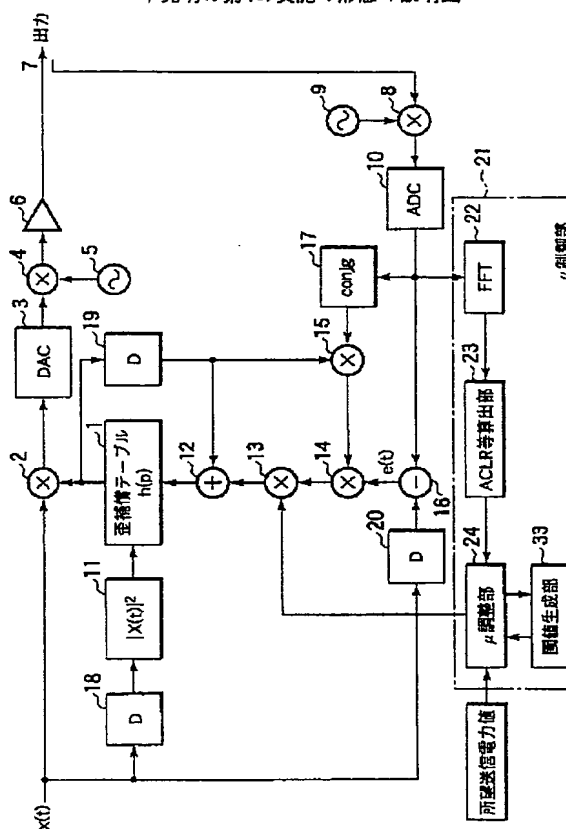 x(t)
2
×
3
DAC
4
×
5
6
7
出力
19
D
1
歪補償テーブル
h(p)
11
|X(t)|²
18
D
12
+
13
×
14
×
15
×
17
conjg
e(t)
16
−
20
D
8
×
9
10
ADC
21
22
FFT
23
ACLR等算出部
24
μ調整部
33
閾値生成部
所望送信電力値
μ制御部